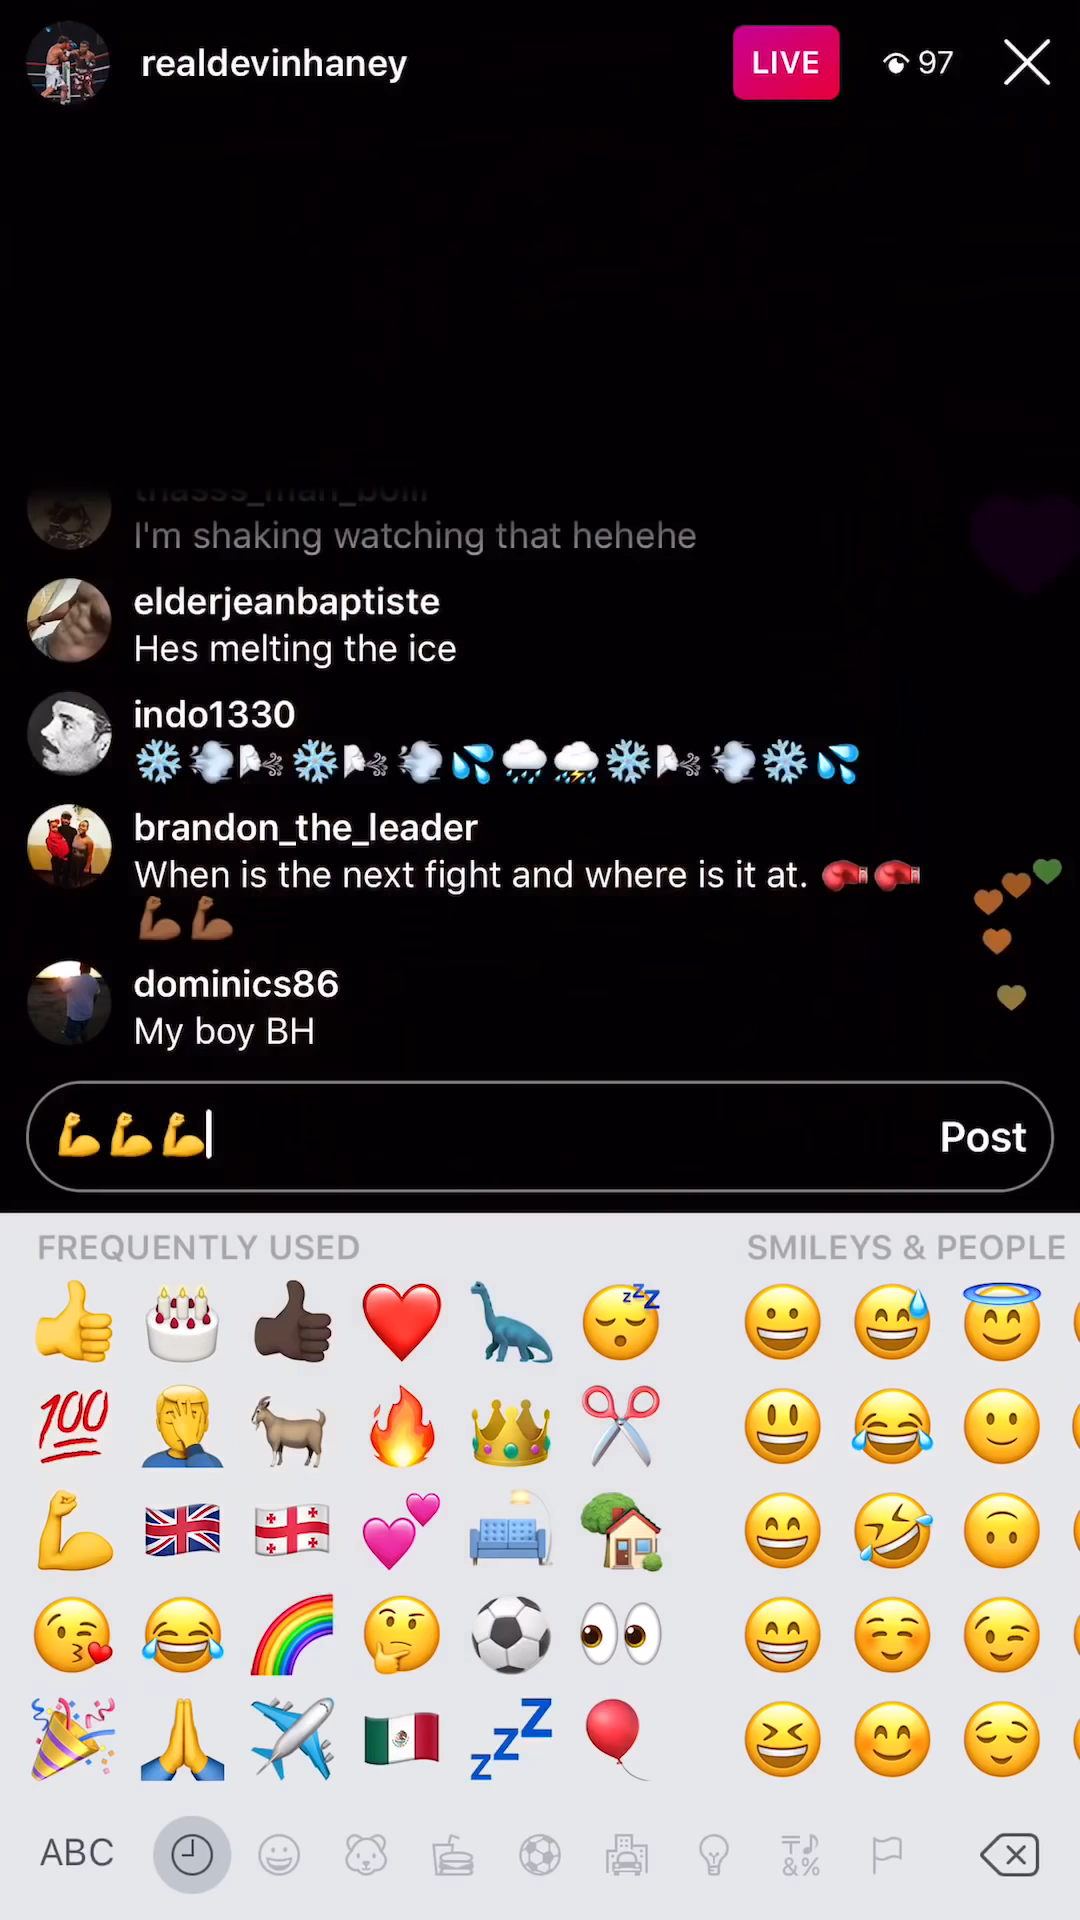 realdevinhaney
LIVE
97
I'm shaking watching that hehehe
elderjeanbaptiste
Hes melting the ice
indo1330
brandon_the_leader
When is the next fight and where is it at.
dominics86
My boy BH
Post
FREQUENTLY USED
SMILEYS & PEOPLE
100
ABC